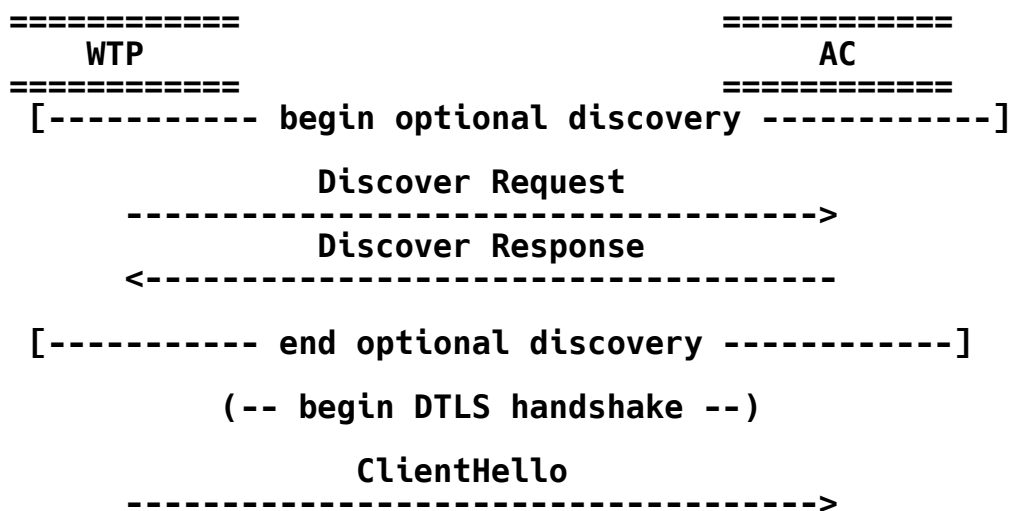 ============                         ============
    WTP                                   AC
============                         ============
 [----------- begin optional discovery ------------]
                Discover Request
      ------------------------------------>
                Discover Response
      <------------------------------------
 [----------- end optional discovery ------------]
           (-- begin DTLS handshake --)
                  ClientHello
      ------------------------------------>